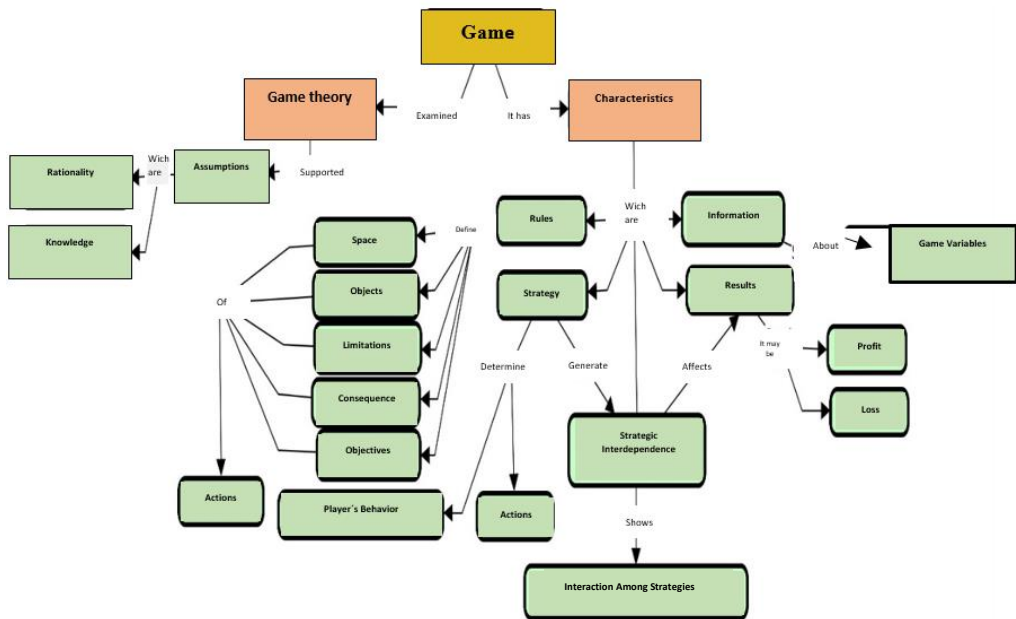 Game
Game theory
Characteristics
Examined
It has
Wich
are
Assumptions
Supported
Rationality
Knowledge
Wich
are
Rules
Information
About
Game Variables
Define
Space
Objects
Limitations
Consequence
Objectives
Of
Actions
Strategy
Results
Determine
Generate
Affects
It may
be
Profit
Loss
Strategic
Interdependence
Player´s Behavior
Actions
Shows
Interaction Among Strategies